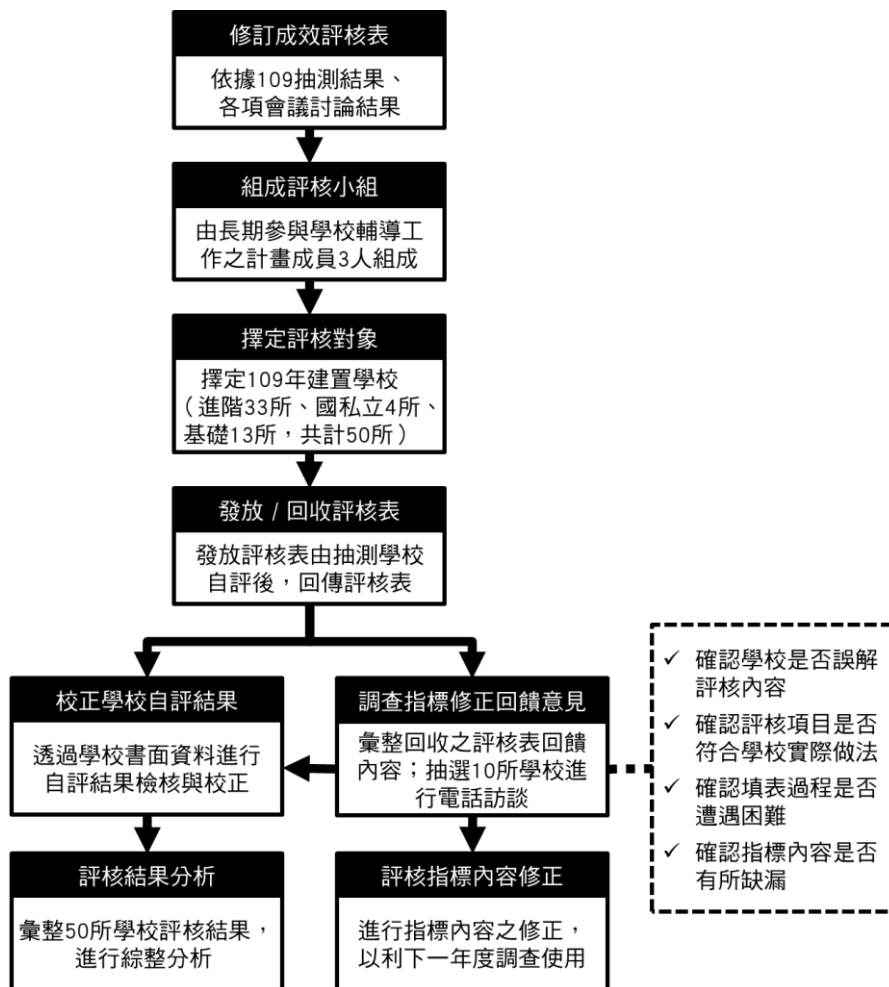 修訂成效評核表
依據109抽測結果、
各項會議討論結果
組成評核小組
由長期參與學校輔導工
作之計畫成員3人組成
擇定評核對象
擇定109年建置學校
（進階33所、國私立4所、
基礎13所，共計50所）
發放 / 回收評核表
發放評核表由抽測學校
自評後，回傳評核表
校正學校自評結果
透過學校書面資料進行
自評結果檢核與校正
調查指標修正回饋意見
彙整回收之評核表回饋
內容；抽選10所學校進
行電話訪談
✓ 確認學校是否誤解
評核內容
✓ 確認評核項目是否
符合學校實際做法
✓ 確認填表過程是否
遭遇困難
✓ 確認指標內容是否
有所缺漏
評核結果分析
彙整50所學校評核結果，
進行綜整分析
評核指標內容修正
進行指標內容之修正，
以利下一年度調查使用